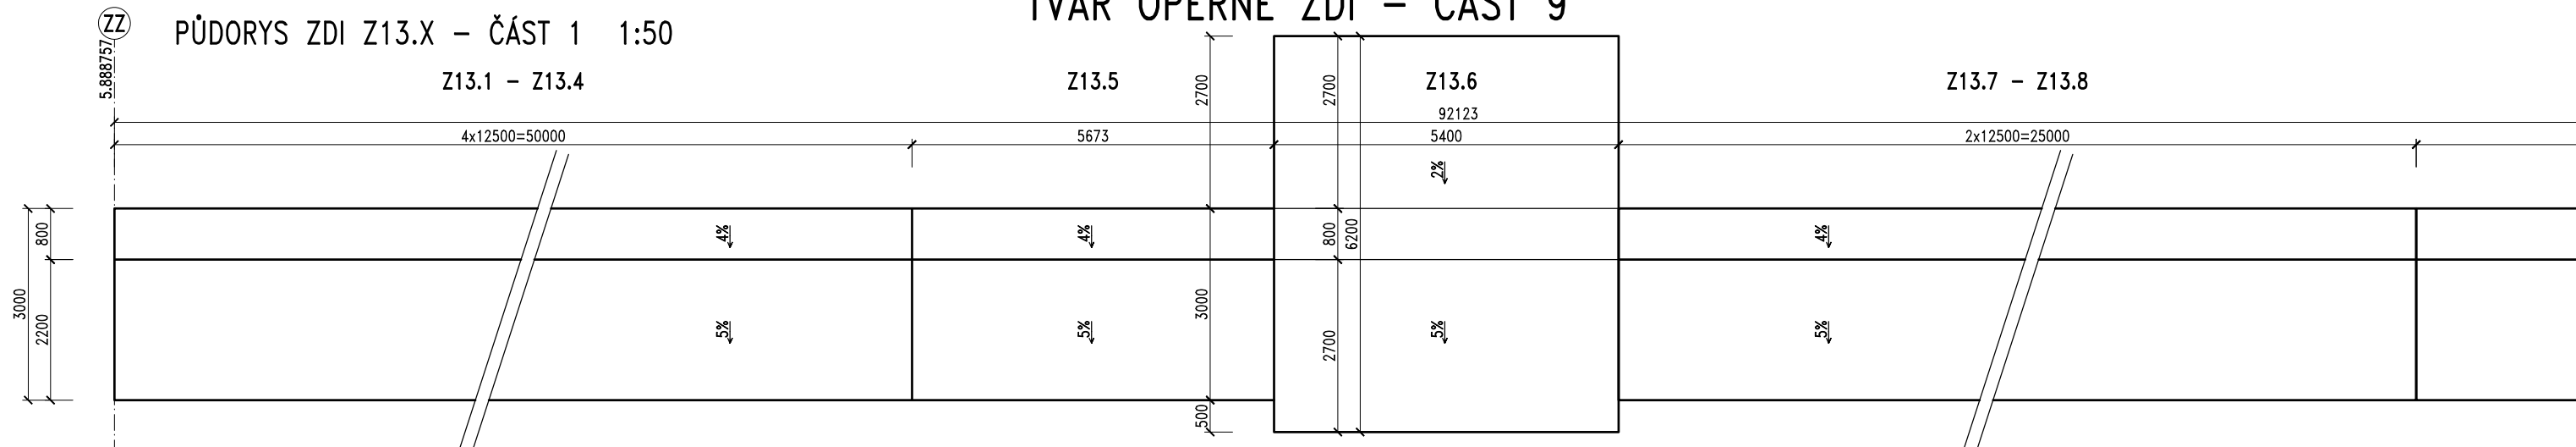 TVAR OPĚRNÉ ZDI – ČÁST 9
ZZ
5.888757
PŮDORYS ZDI Z13.X – ČÁST 1 1:50
Z13.1 – Z13.4
Z13.5
Z13.6
Z13.7 – Z13.8
92123
4x12500=50000
5673
5400
2x12500=25000
2700
2700
2%
800
4%
4%
800
6200
4%
3000
2200
5%
5%
3000
2700
5%
5%
500